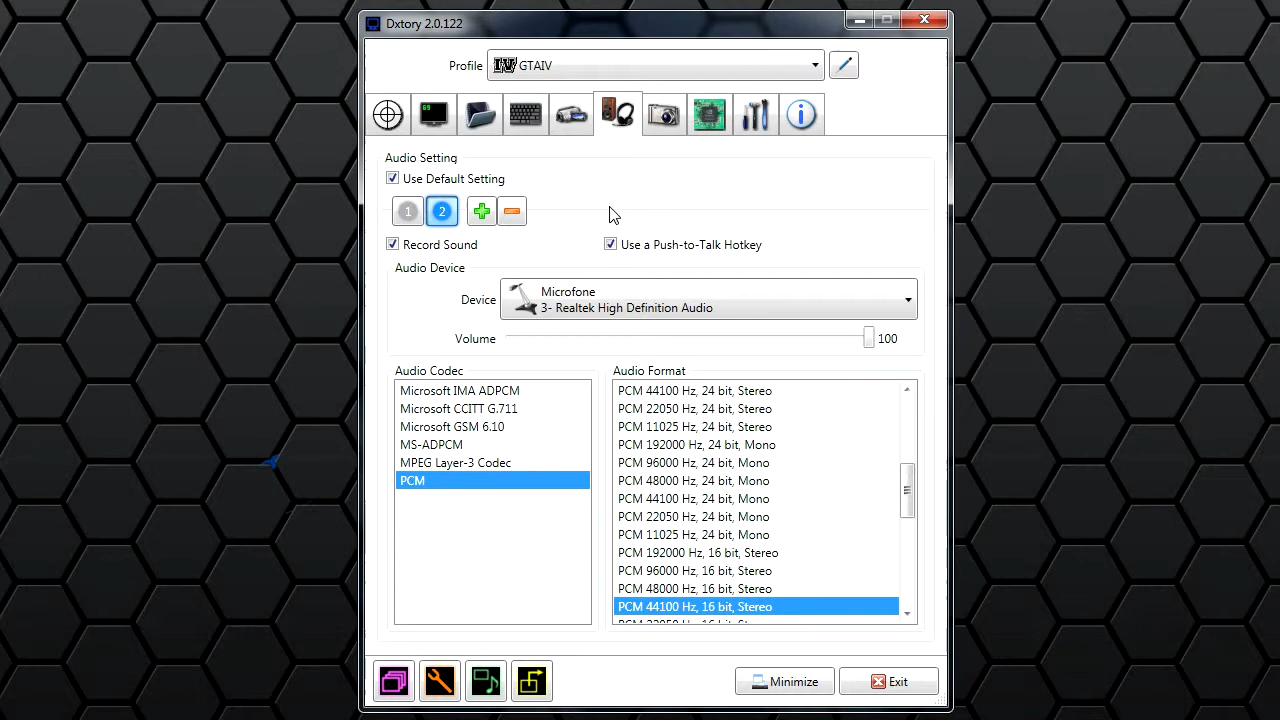 Dxtory 2.0.122
Profile
IV GTAIV
69
Audio Setting
Use Default Setting
1 2
Record Sound
Use a Push-to-Talk Hotkey
Audio Device
Device
Microfone
3- Realtek High Definition Audio
Volume
100
Audio Codec
Microsoft IMA ADPCM
Microsoft CCITT G.711
Microsoft GSM 6.10
MS-ADPCM
MPEG Layer-3 Codec
PCM
Audio Format
PCM 44100 Hz, 24 bit, Stereo
PCM 22050 Hz, 24 bit, Stereo
PCM 11025 Hz, 24 bit, Stereo
PCM 192000 Hz, 24 bit, Mono
PCM 96000 Hz, 24 bit, Mono
PCM 48000 Hz, 24 bit, Mono
PCM 44100 Hz, 24 bit, Mono
PCM 22050 Hz, 24 bit, Mono
PCM 11025 Hz, 24 bit, Mono
PCM 192000 Hz, 16 bit, Stereo
PCM 96000 Hz, 16 bit, Stereo
PCM 48000 Hz, 16 bit, Stereo
PCM 44100 Hz, 16 bit, Stereo
Minimize
Exit